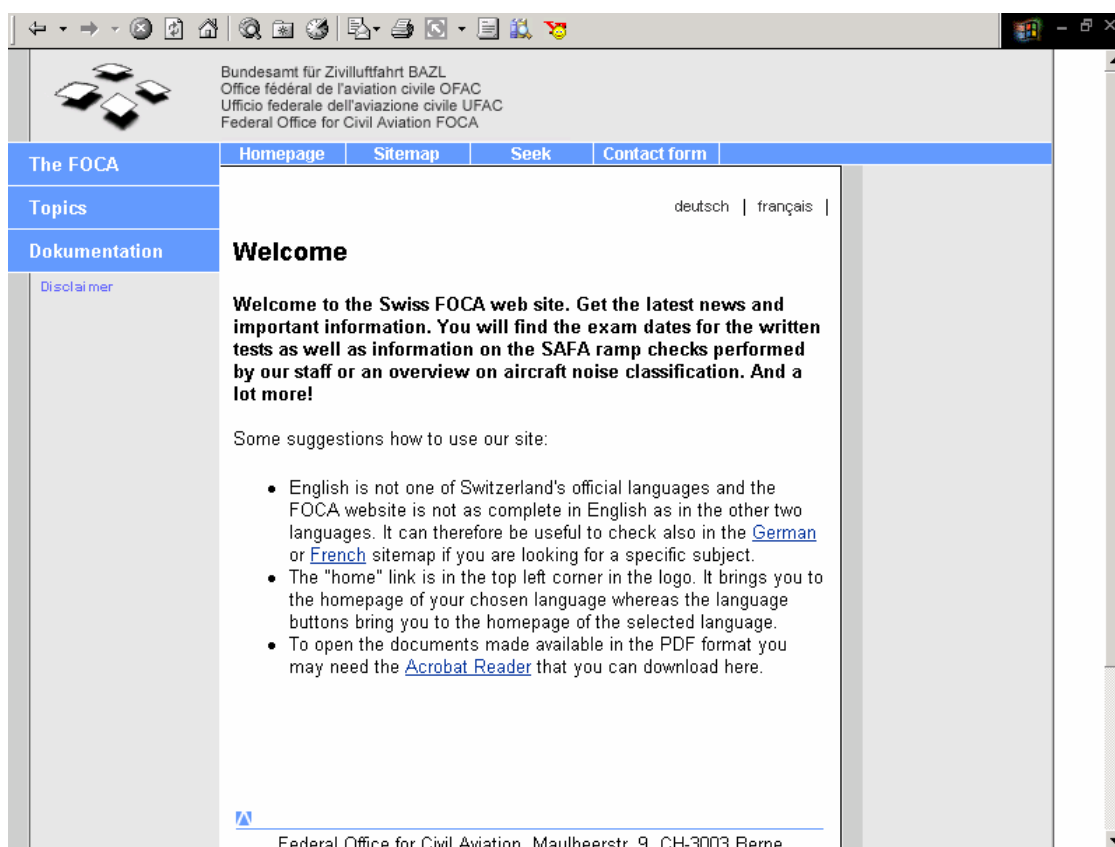 Bundesamt für Zivilluftfahrt BAZL
Office fédéral de l'aviation civile OFAC
Ufficio federale dell'aviazione civile UFAC
Federal Office for Civil Aviation FOCA
Homepage Sitemap Seek Contact form
The FOCA
Topics
Dokumentation
Disclaimer
deutsch | français |
Welcome
Welcome to the Swiss FOCA web site. Get the latest news and
important information. You will find the exam dates for the written
tests as well as information on the SAFA ramp checks performed
by our staff or an overview on aircraft noise classification. And a
lot more!
Some suggestions how to use our site:
• English is not one of Switzerland's official languages and the
FOCA website is not as complete in English as in the other two
languages. It can therefore be useful to check also in the German
or French sitemap if you are looking for a specific subject.
• The "home" link is in the top left corner in the logo. It brings you to
the homepage of your chosen language whereas the language
buttons bring you to the homepage of the selected language.
• To open the documents made available in the PDF format you
may need the Acrobat Reader that you can download here.
Federal Office for Civil Aviation, Maulbeerstr. 9, CH-3003 Berne